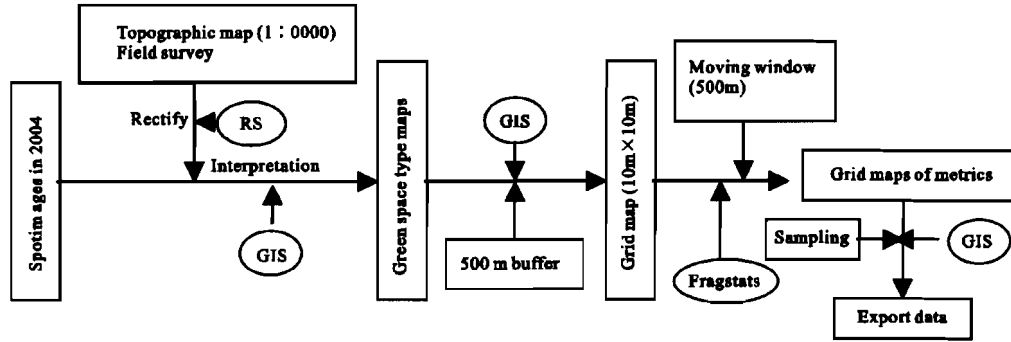 Topographic map (1：0000)
Field survey
Spotim ages in 2004
Rectify
RS
Interpretation
GIS
Green space type maps
GIS
500 m buffer
Grid map (10m×10m)
Moving window
(500m)
Fragstats
Grid maps of metrics
Sampling
GIS
Export data